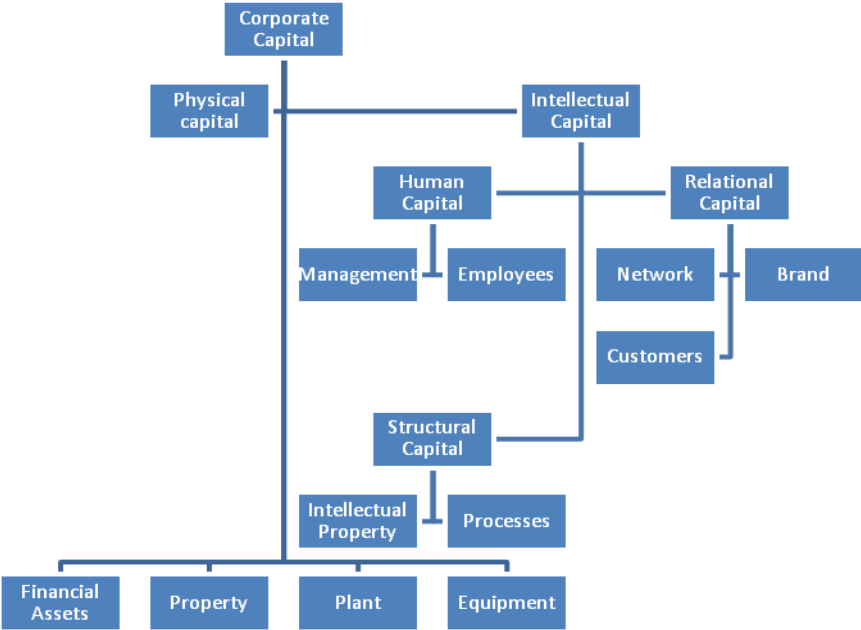 Corporate
Capital
Physical
capital
Intellectual
Capital
Human
Capital
Relational
Capital
Management
Employees
Network
Brand
Customers
Structural
Capital
Intellectual
Property
Processes
Financial
Assets
Property
Plant
Equipment